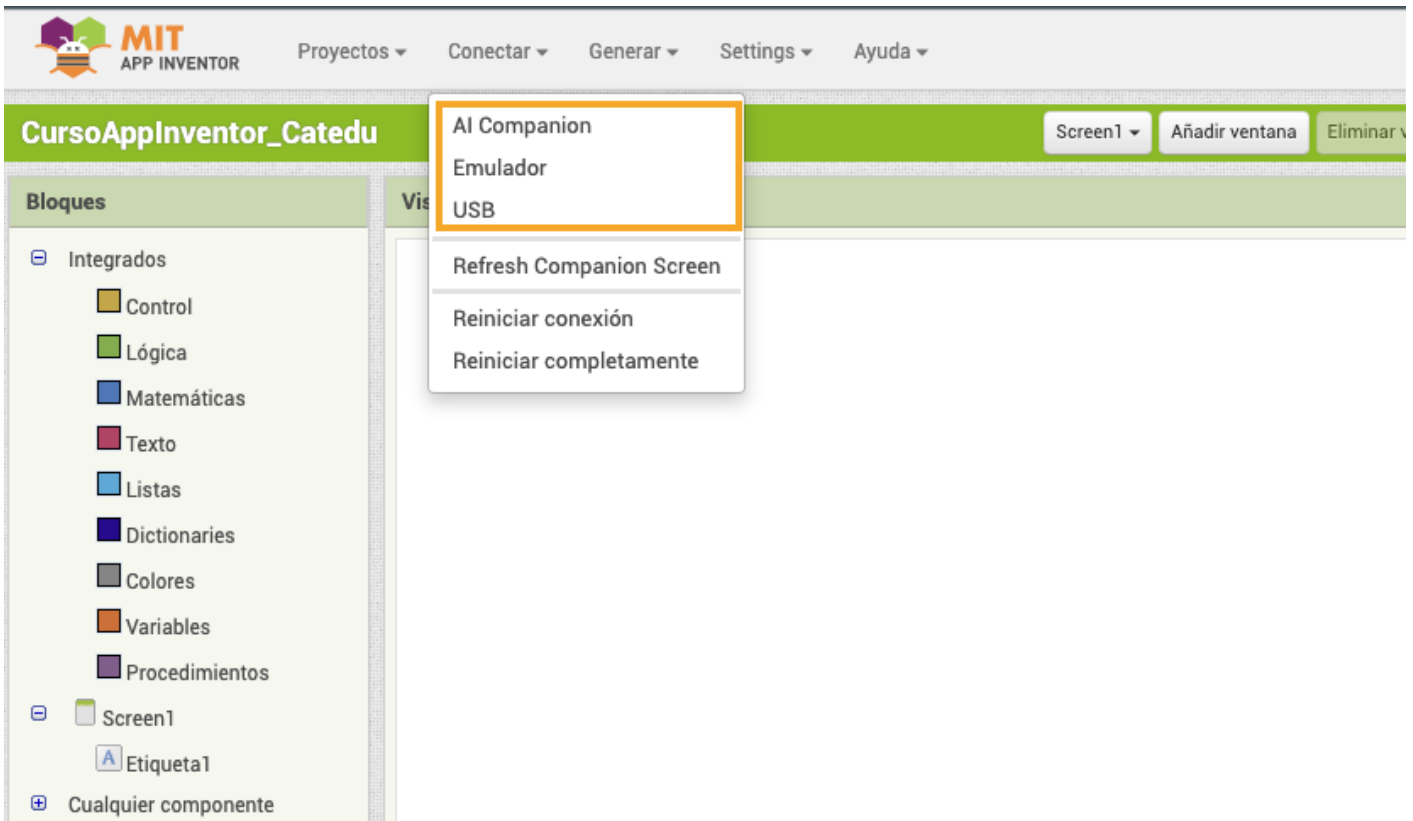 MIT
APP INVENTOR
Proyectos
Conectar
Generar
Settings
Ayuda
CursoAppInventor_Catedu
Screen1
Añadir ventana
Eliminar v
AI Companion
Emulador
USB
Refresh Companion Screen
Reiniciar conexión
Reiniciar completamente
Bloques
Vis
Integrados
Control
Lógica
Matemáticas
Texto
Listas
Dictionaries
Colores
Variables
Procedimientos
Screen1
A Etiqueta1
Cualquier componente